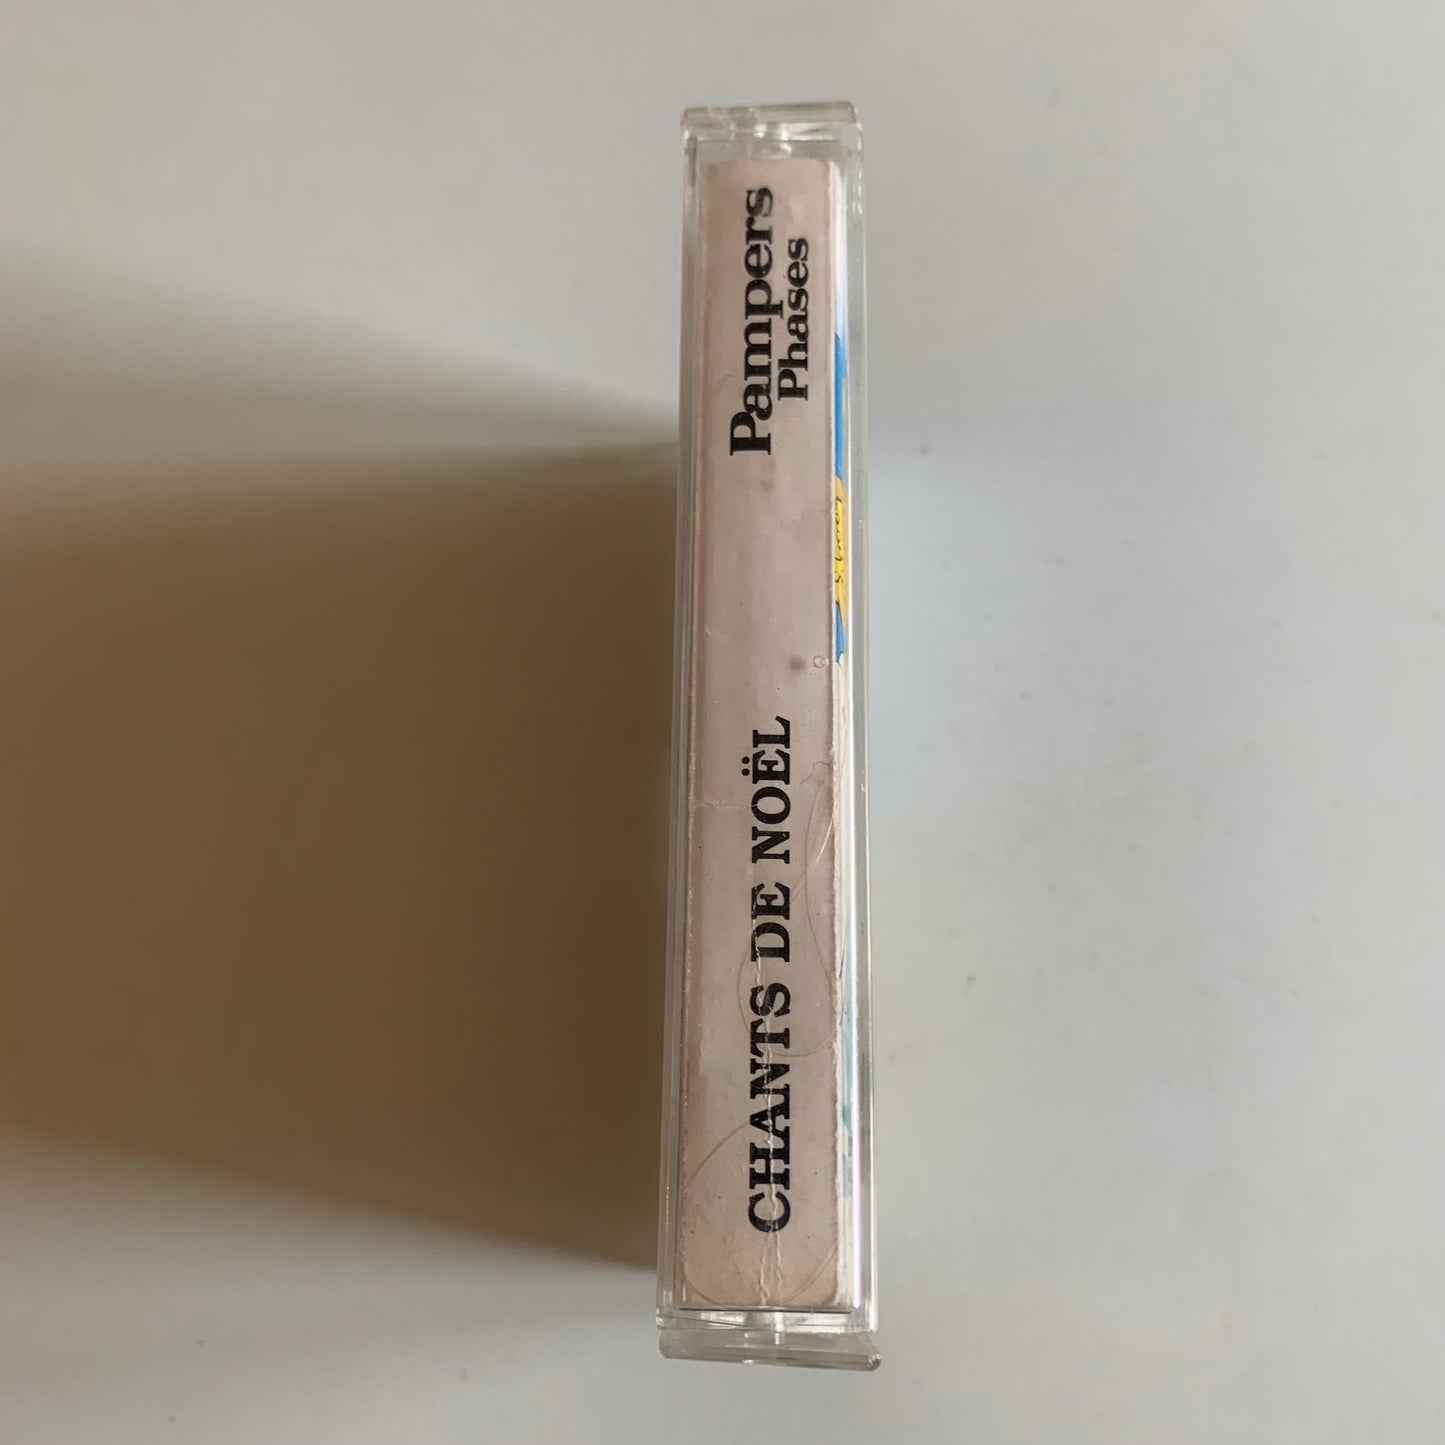 CHANTS DE NOËL
Pampers
Phases